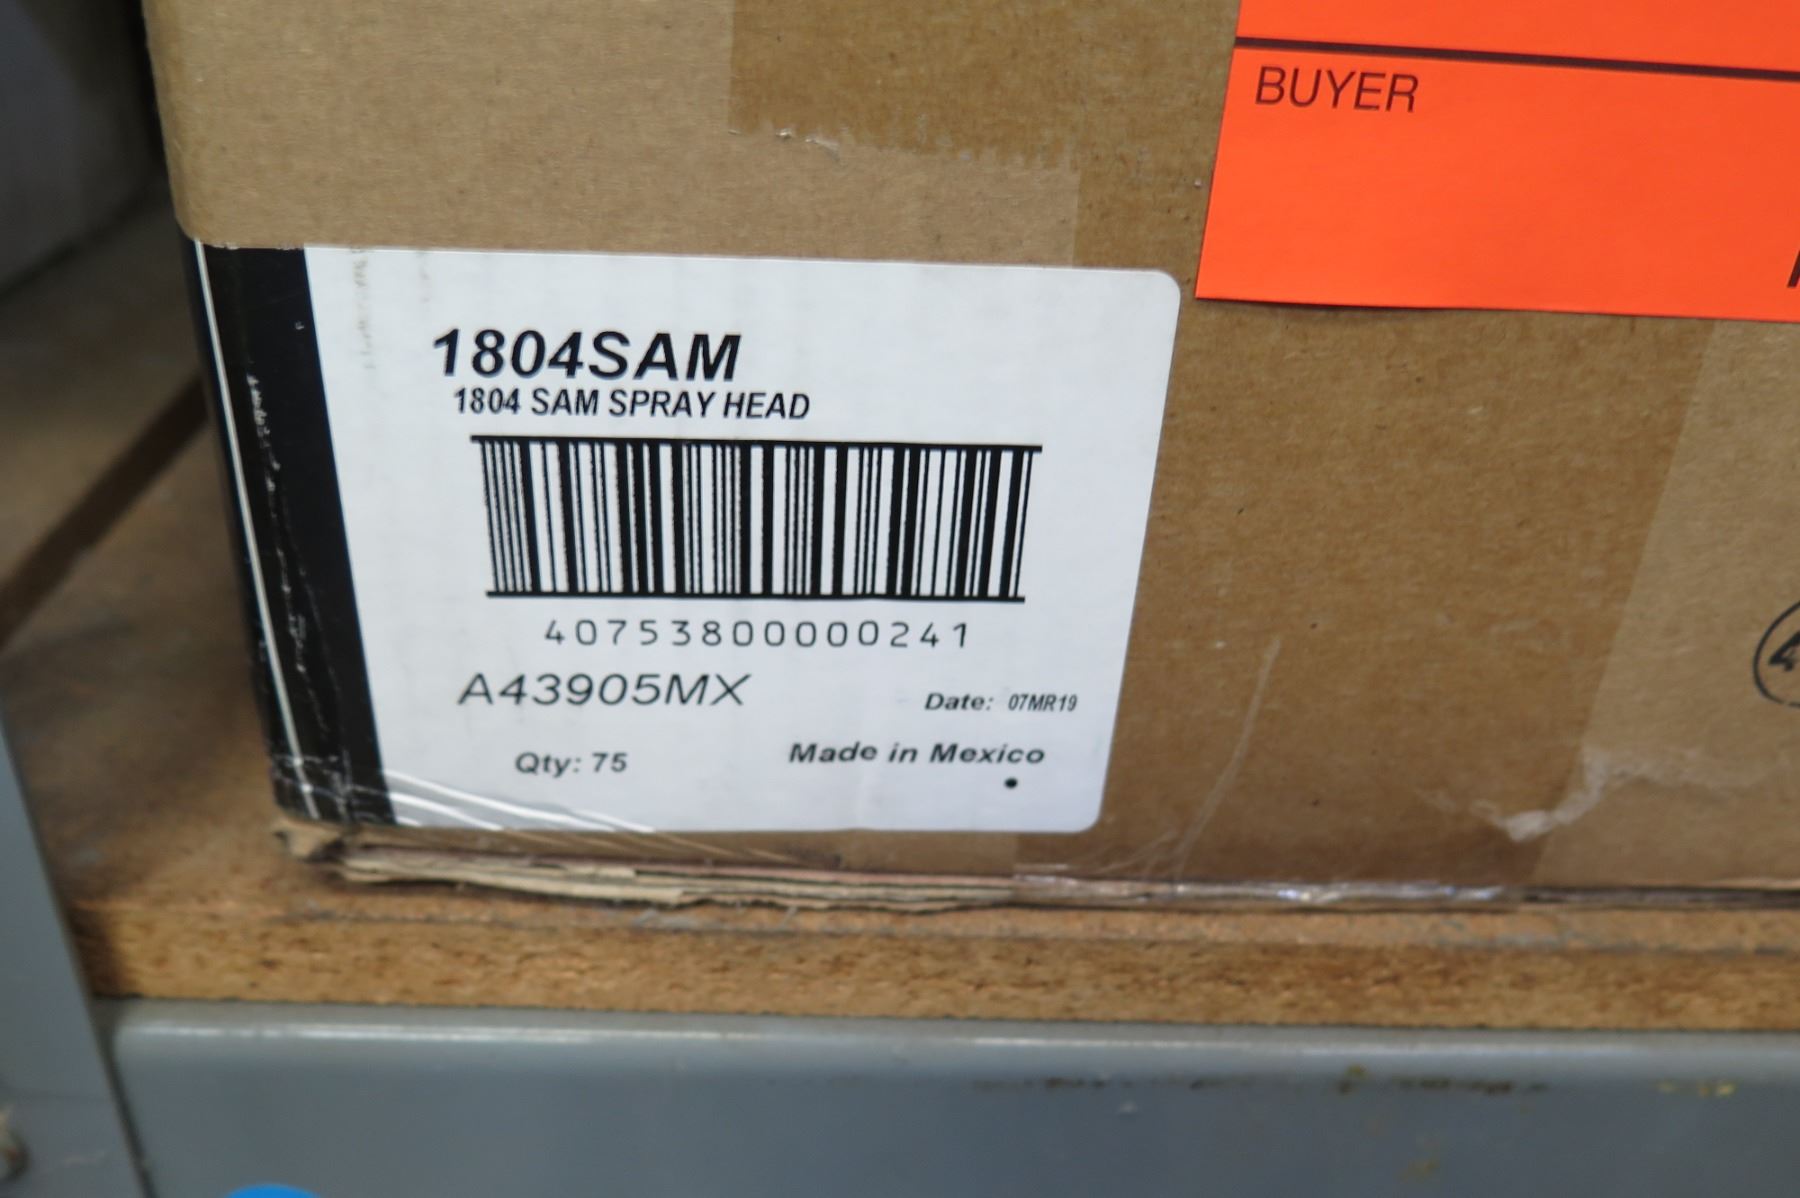 BUYER
1804SAM
1804 SAM SPRAY HEAD
40753800000241
A43905MX
Date: 07MR19
Qty: 75
Made in Mexico